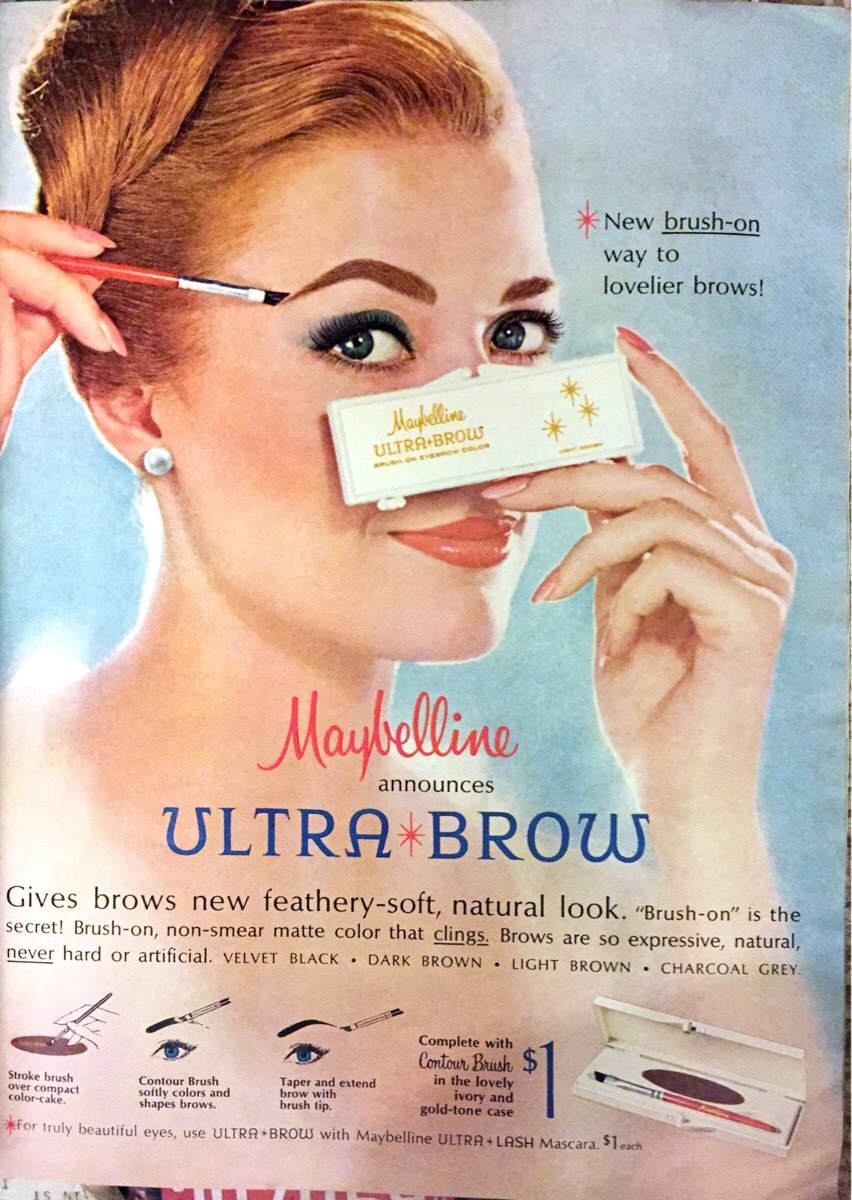 ✳New brush-on
way to
lovelier brows!
Maybelline
ULTRA+BROW
BRUSH-ON EYEBROW COLOR
LIGHT BROWN
Maybelline
announces
ULTRA✳BROW
Gives brows new feathery-soft, natural look. "Brush-on" is the
secret! Brush-on, non-smear matte color that clings. Brows are so expressive, natural,
never hard or artificial. VELVET BLACK • DARK BROWN • LIGHT BROWN • CHARCOAL GREY.
Stroke brush
over compact
color-cake.
Contour Brush
softly colors and
shapes brows.
Taper and extend
brow with
brush tip.
Complete with
Contour Brush
in the lovely
ivory and
gold-tone case
$1
✳For truly beautiful eyes, use ULTRA+BROW with Maybelline ULTRA+LASH Mascara. $1 each